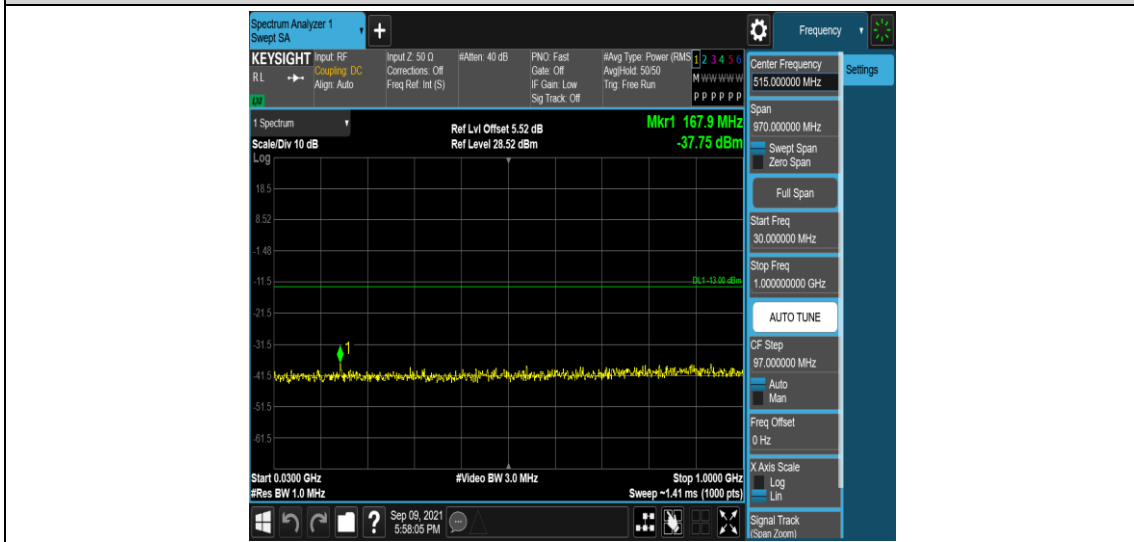 Spectrum Analyzer 1
Swept SA
+
Frequency
KEYSIGHT
RL
LXI
Input: RF
Coupling: DC
Align: Auto
Input Z: 50 Ω
Corrections: Off
Freq Ref: Int (S)
#Atten: 40 dB
PNO: Fast
Gate: Off
IF Gain: Low
Sig Track: Off
#Avg Type: Power (RMS
Avg|Hold: 50/50
Trig: Free Run
1 2 3 4 5 6
M W W W W W
P P P P P P
1 Spectrum
Scale/Div 10 dB
Log
Ref Lvl Offset 5.52 dB
Ref Level 28.52 dBm
Mkr1 167.9 MHz
-37.75 dBm
18.5
8.52
-1.48
-11.5
DL1 -13.00 dBm
-21.5
-31.5
1
-41.5
-51.5
-61.5
Start 0.0300 GHz
#Res BW 1.0 MHz
#Video BW 3.0 MHz
Stop 1.0000 GHz
Sweep ~1.41 ms (1000 pts)
?
Sep 09, 2021
5:58:05 PM
Center Frequency
515.000000 MHz
Settings
Span
970.000000 MHz
Swept Span
Zero Span
Full Span
Start Freq
30.000000 MHz
Stop Freq
1.000000000 GHz
AUTO TUNE
CF Step
97.000000 MHz
Auto
Man
Freq Offset
0 Hz
X Axis Scale
Log
Lin
Signal Track
(Span Zoom)